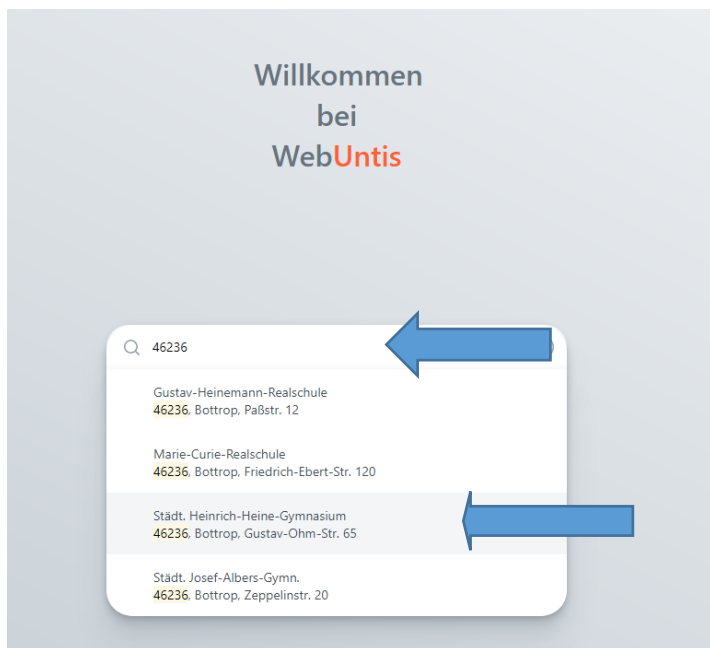 Willkommen
bei
WebUntis
46236
Gustav-Heinemann-Realschule
46236, Bottrop, Paßstr. 12
Marie-Curie-Realschule
46236, Bottrop, Friedrich-Ebert-Str. 120
Städt. Heinrich-Heine-Gymnasium
46236, Bottrop, Gustav-Ohm-Str. 65
Städt. Josef-Albers-Gymn.
46236, Bottrop, Zeppelinstr. 20